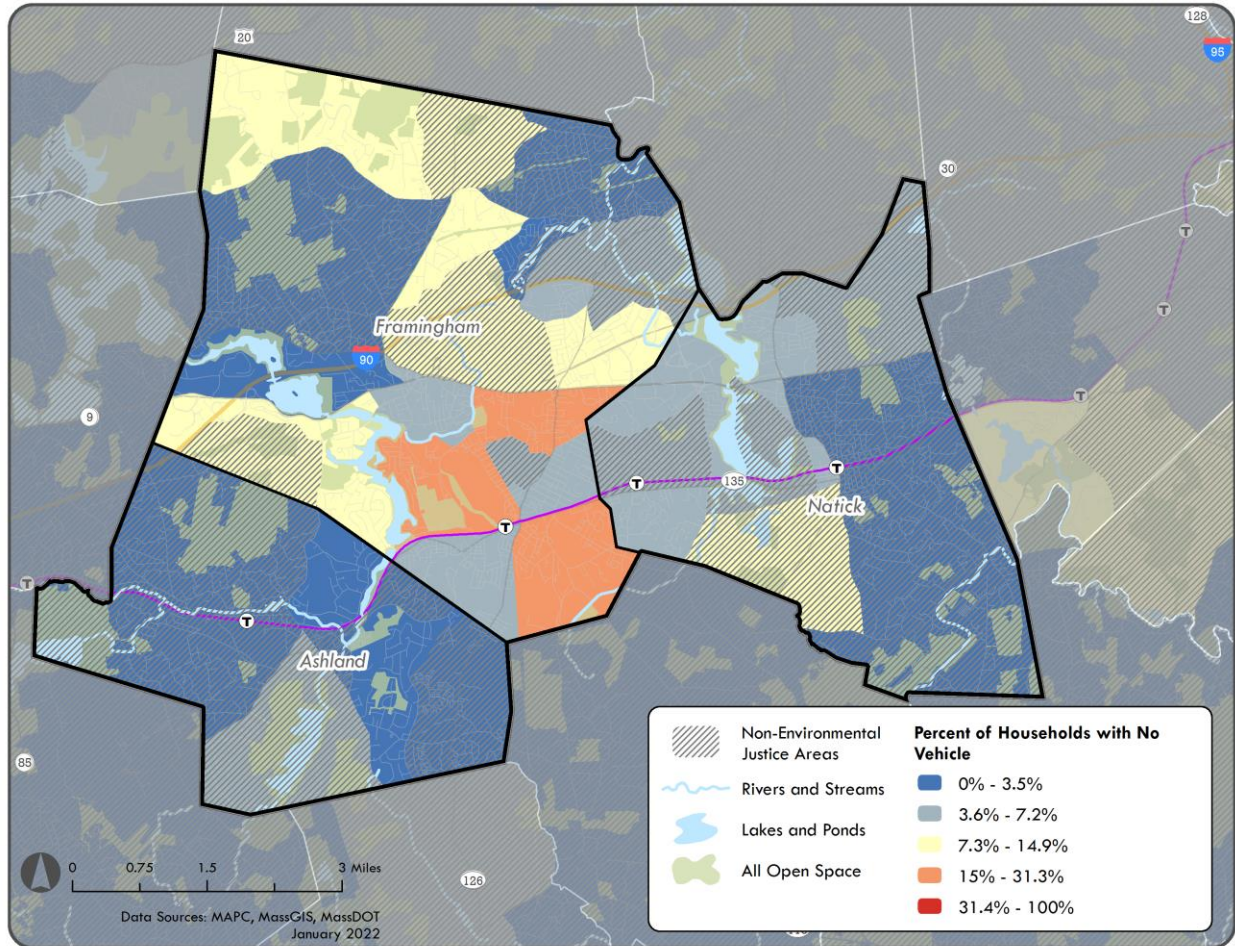 128
95
20
30
Framingham
90
9
T
T
135
T
Natick
T
T
T
T
T
Ashland
85
126
0 0.75 1.5 3 Miles
Data Sources: MAPC, MassGIS, MassDOT
January 2022
Non-Environmental
Justice Areas
Rivers and Streams
Lakes and Ponds
All Open Space
Percent of Households with No
Vehicle
0% - 3.5%
3.6% - 7.2%
7.3% - 14.9%
15% - 31.3%
31.4% - 100%